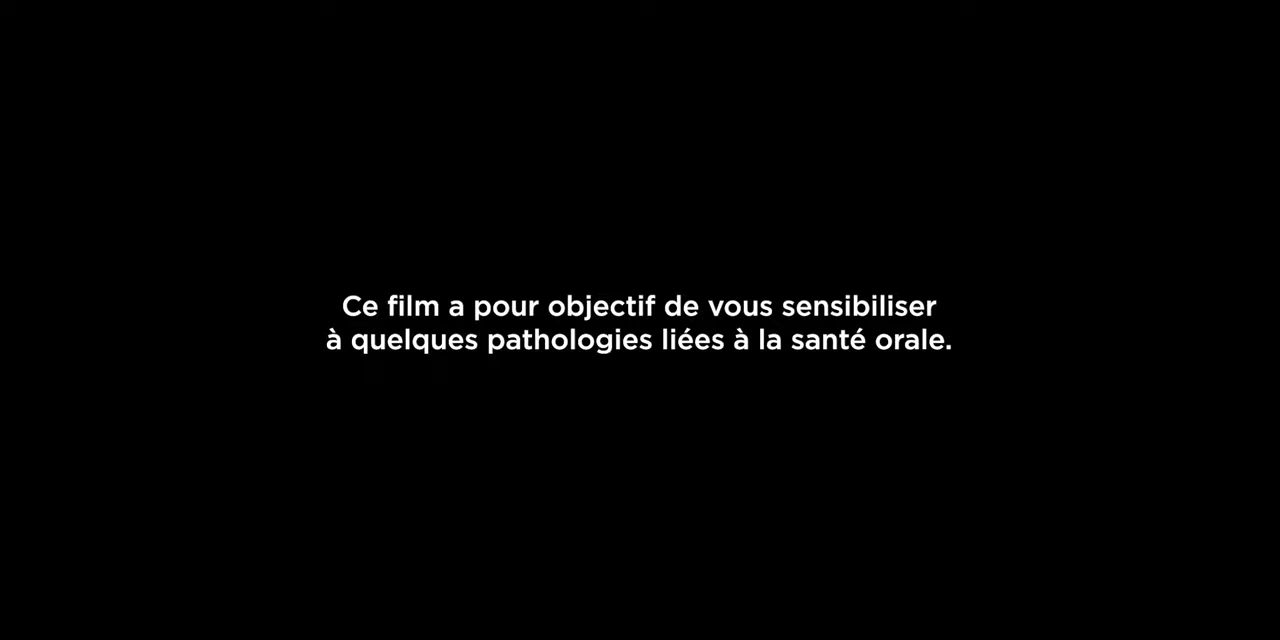 Ce film a pour objectif de vous sensibiliser
à quelques pathologies liées à la santé orale.